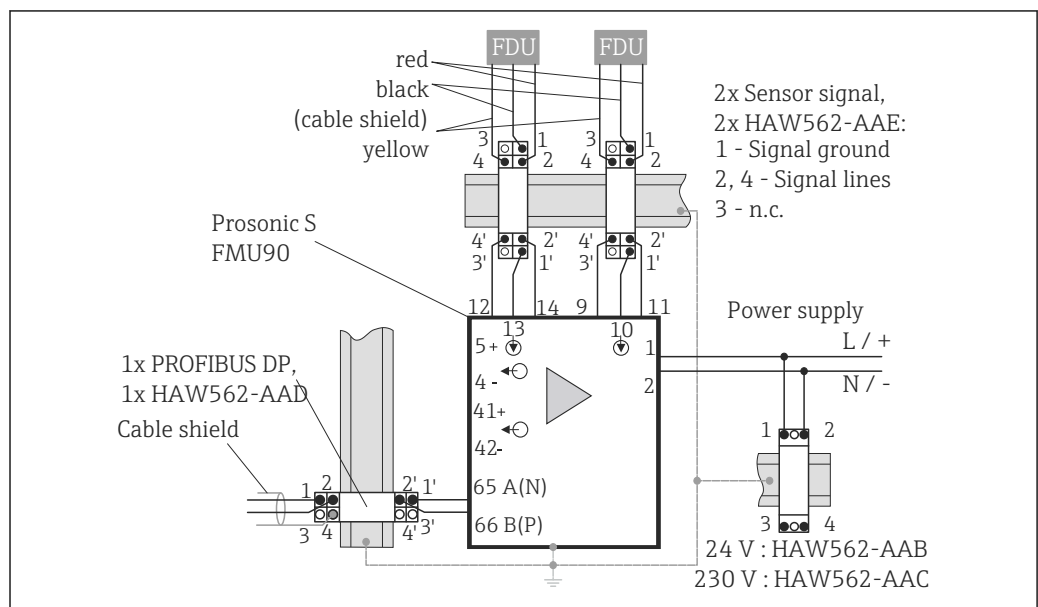 FDU FDU
red
black
(cable shield)
yellow
2x Sensor signal,
2x HAW562-AAE:
1 - Signal ground
2, 4 - Signal lines
3 - n.c.
3 1 3 1
4 2 4 2
Prosonic S
FMU90
4' 2' 4' 2'
3' 1' 3' 1'
12 14 9 11
13 10
Power supply
L / +
N / -
5 +
4 -
41+
42-
1
2
1x PROFIBUS DP,
1x HAW562-AAD
Cable shield
1 2
3 4
1 2 2' 1'
3 4 4' 3'
65 A(N)
66 B(P)
24 V : HAW562-AAB
230 V : HAW562-AAC